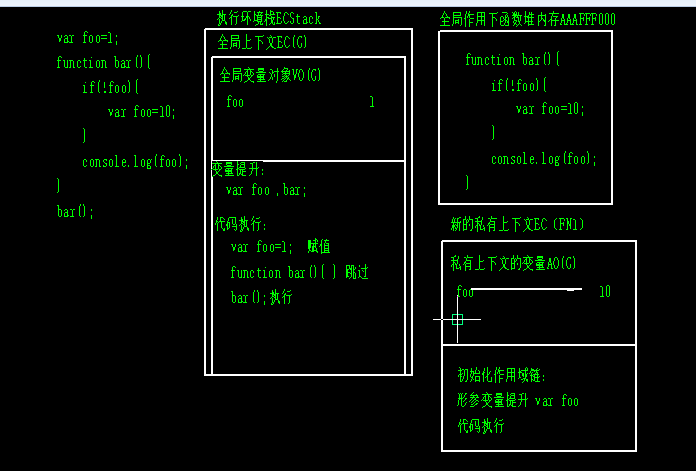 var foo=1;
function bar(){
if(!foo){
var foo=10;
}
console.log(foo);
}
bar();
执行环境栈ECStack
全局上下文EC(G)
全局变量对象VO(G)
foo 1
变量提升:
var foo ,bar;
代码执行:
var foo=1; 赋值
function bar(){ } 跳过
bar();执行
全局作用下函数堆内存AAAFFF000
function bar(){
if(!foo){
var foo=10;
}
console.log(foo);
}
新的私有上下文EC (FN1)
私有上下文的变量AO(G)
foo 10
初始化作用域链:
形参变量提升 var foo
代码执行